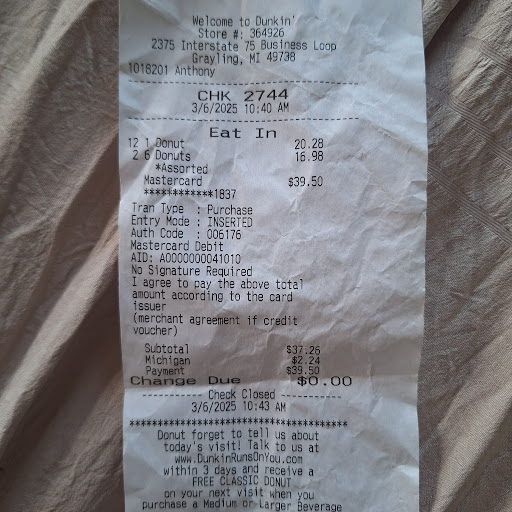 Welcome to Dunkin'
Store #: 364926
2375 Interstate 75 Business Loop
Grayling, MI 49738
1018201 Anthony
CHK 2744
3/6/2025 10:40 AM
Eat In
12 1 Donut 20.28
2 6 Donuts 16.98
*Assorted
Mastercard $39.50
************1837
Tran Type : Purchase
Entry Mode : INSERTED
Auth Code : 006176
Mastercard Debit
AID: A0000000041010
No Signature Required
I agree to pay the above total
amount according to the card
issuer
(merchant agreement if credit
voucher)
Subtotal $37.26
Michigan $2.24
Payment $39.50
Change Due $0.00
---------- Check Closed ----------
3/6/2025 10:43 AM
************************************
Donut forget to tell us about
today's visit! Talk to us at
www.DunkinRunsOnYou.com
within 3 days and receive a
FREE CLASSIC DONUT
on your next visit when you
purchase a Medium or Larger Beverage